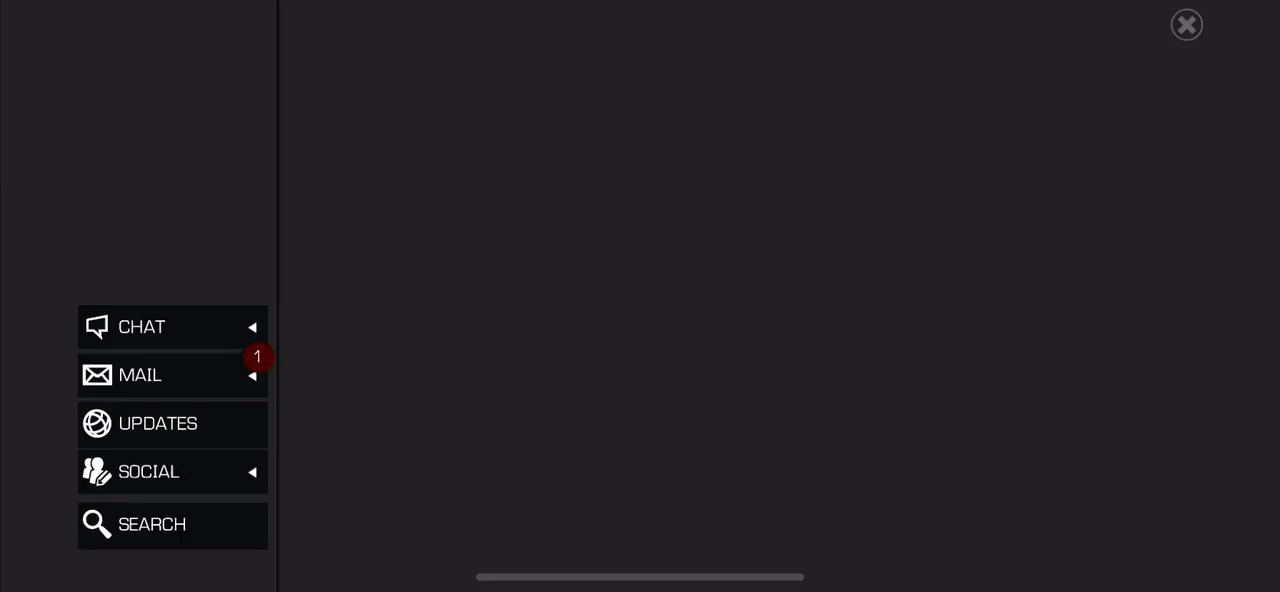 CHAT
1
MAIL
UPDATES
SOCIAL
SEARCH